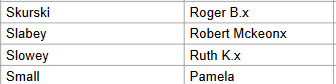 Skurski Roger B.x
Slabey Robert Mckeonx
Slowey Ruth K.x
Small Pamela